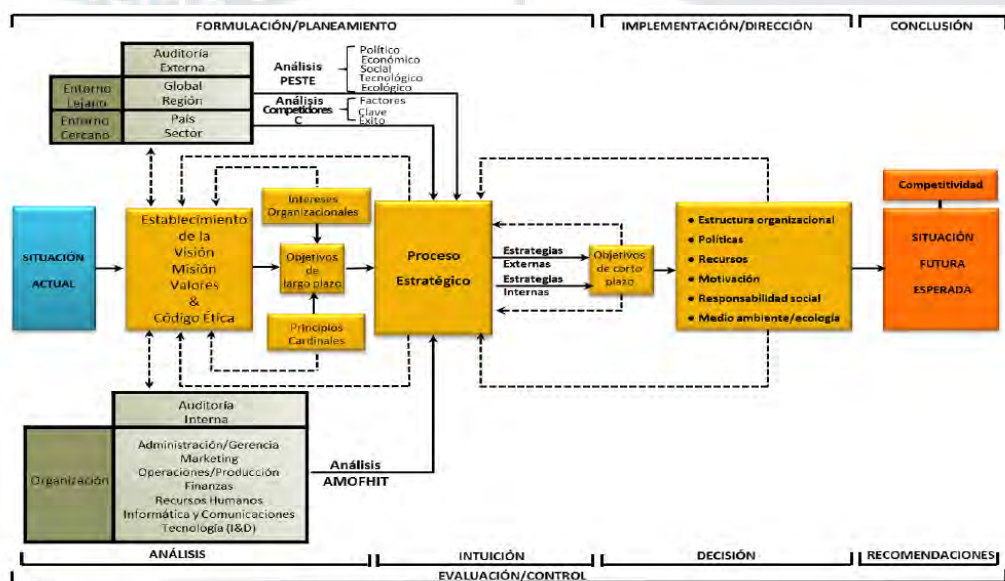 FORMULACIÓN/PLANEAMIENTO
IMPLEMENTACIÓN/DIRECCIÓN
CONCLUSIÓN
Auditoría
Externa
Entorno
Lejano
Global
Región
Entorno
Cercano
País
Sector
Análisis
PESTE
Político
Económico
Social
Tecnológico
Ecológico
Análisis
Competidores
C
Factores
Clave
Exito
SITUACIÓN
ACTUAL
Establecimiento
de la
Visión
Misión
Valores
&
Código Ética
Intereses
Organizacionales
Objetivos
de
largo plazo
Principios
Cardinales
Proceso
Estratégico
Estrategias
Externas
Estrategias
Internas
Objetivos
de corto
plazo
• Estructura organizacional
• Políticas
• Recursos
• Motivación
• Responsabilidad social
• Medio ambiente/ecología
Competitividad
SITUACIÓN
FUTURA
ESPERADA
Auditoría
Interna
Organización
Administración/Gerencia
Marketing
Operaciones/Producción
Finanzas
Recursos Humanos
Informática y Comunicaciones
Tecnología (I&D)
Análisis
AMOFHIT
ANÁLISIS
INTUICIÓN
DECISIÓN
RECOMENDACIONES
EVALUACIÓN/CONTROL